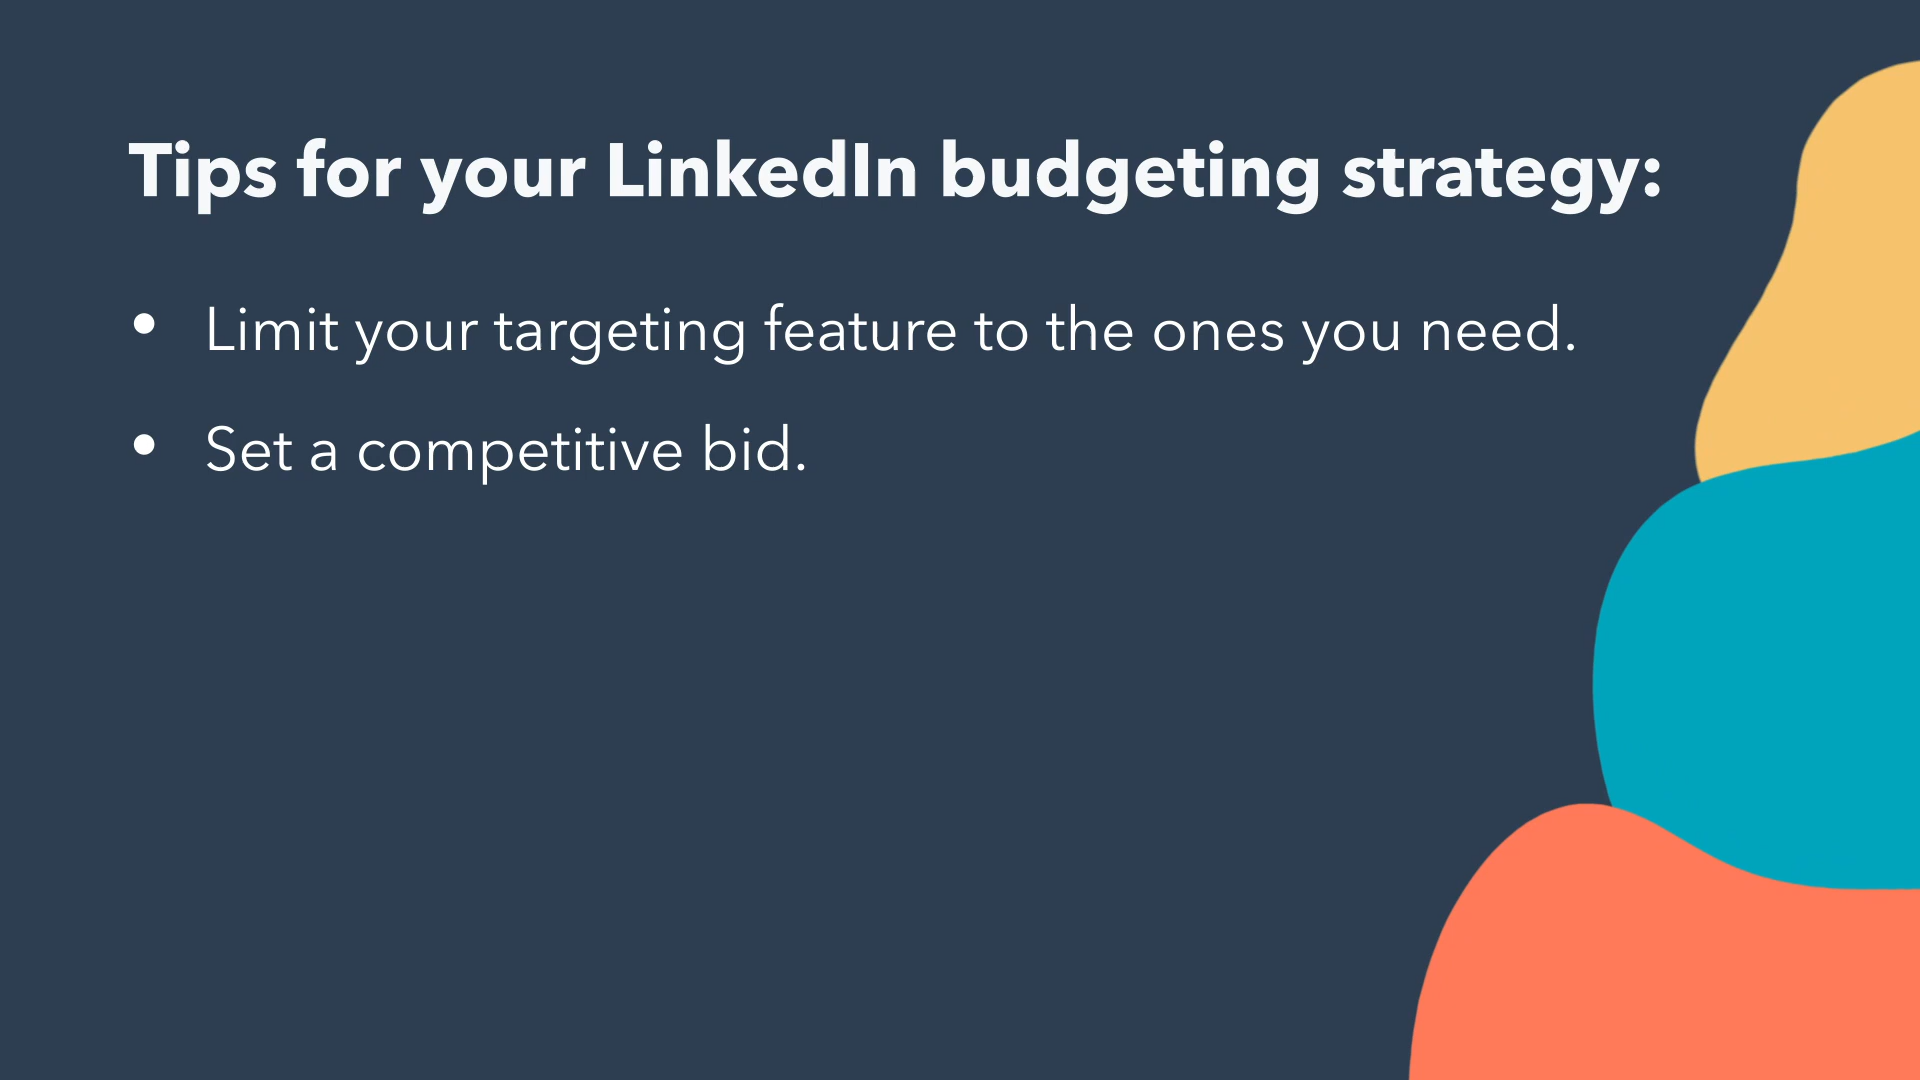 Tips for your LinkedIn budgeting strategy:
• Limit your targeting feature to the ones you need.
• Set a competitive bid.